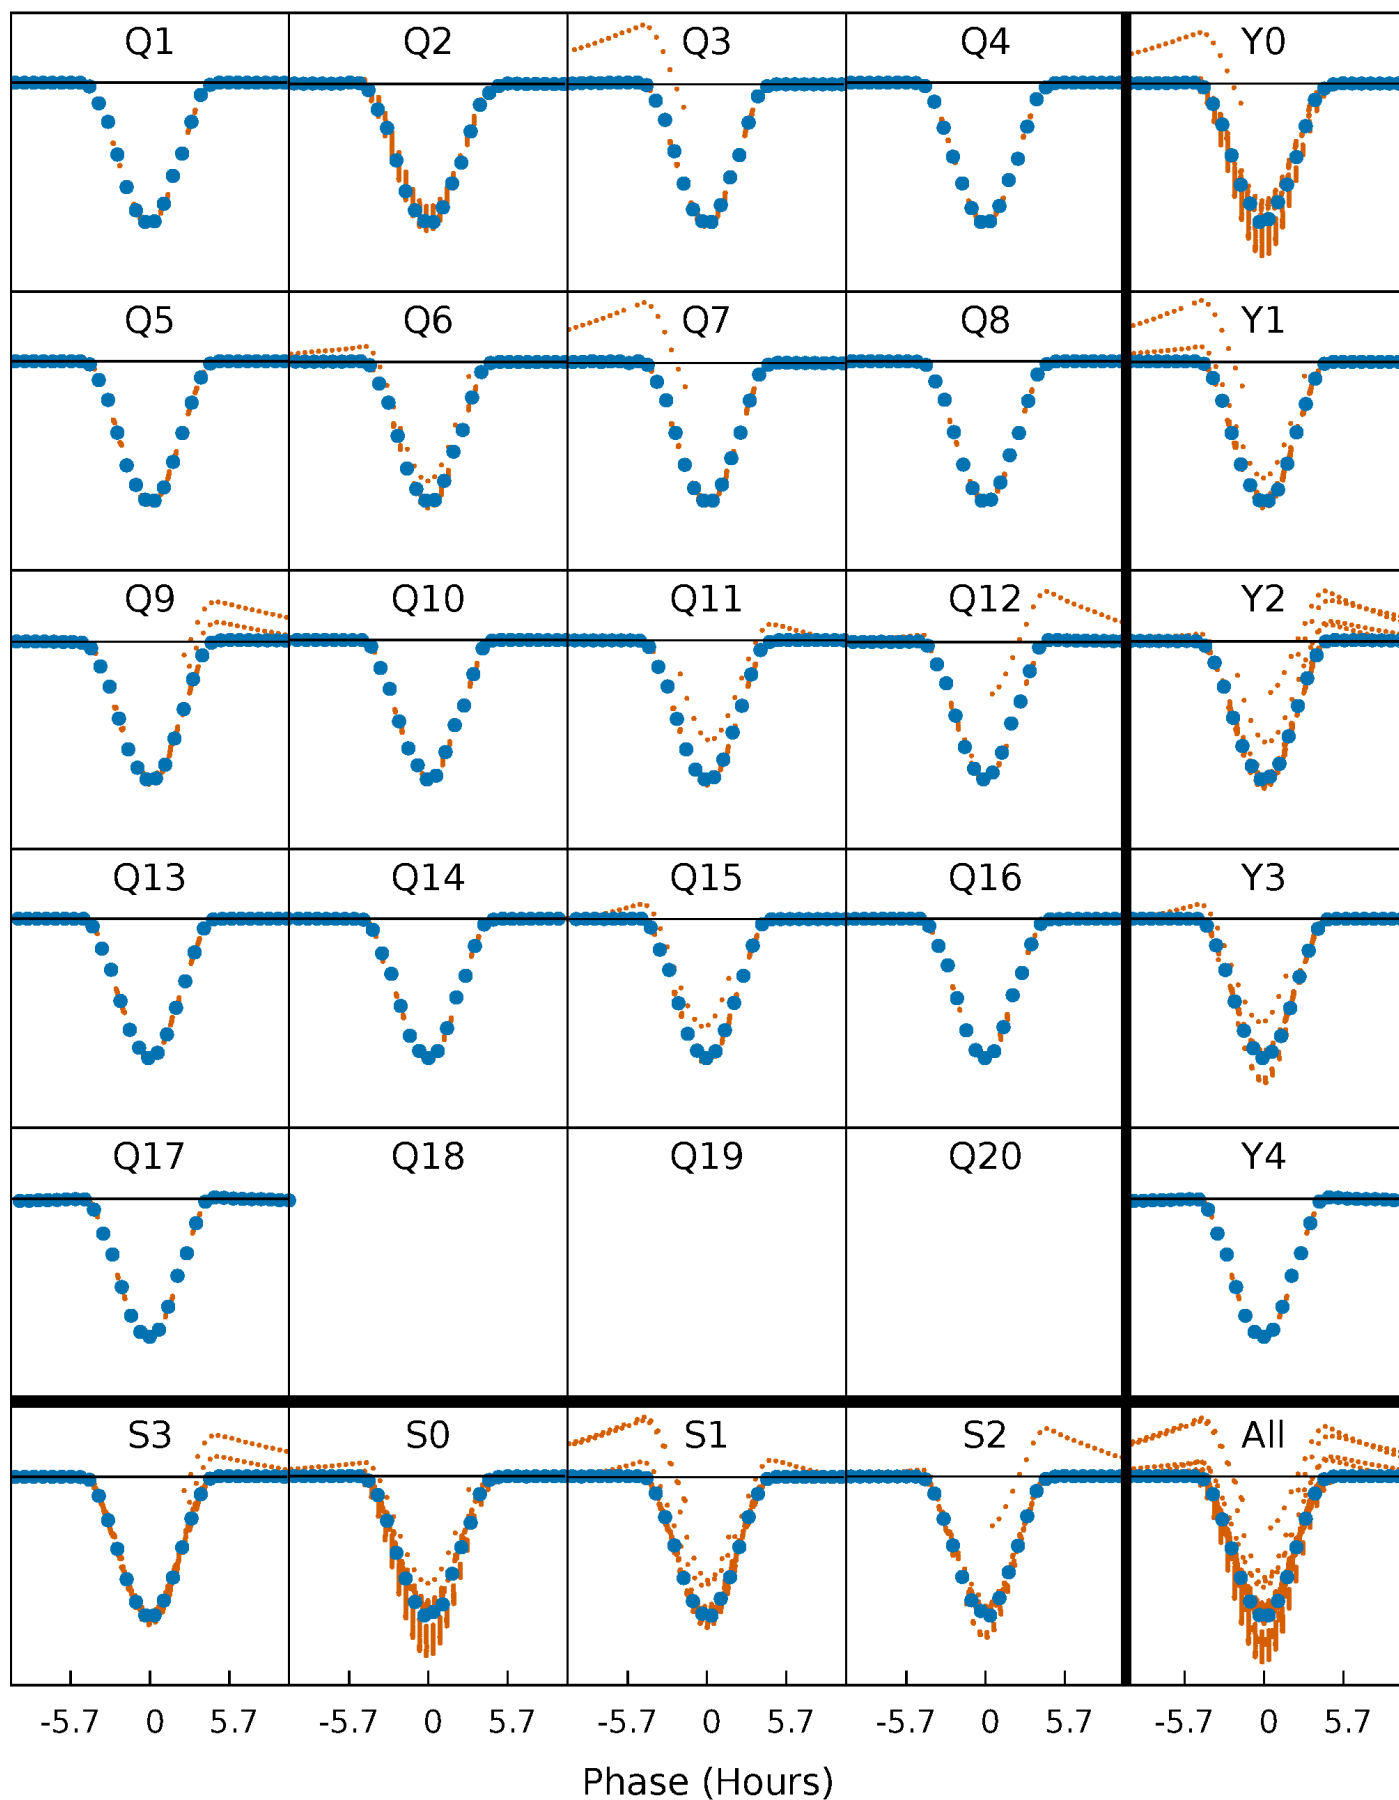 Q1 Q2 Q3 Q4 Y0
Q5 Q6 Q7 Q8 Y1
Q9 Q10 Q11 Q12 Y2
Q13 Q14 Q15 Q16 Y3
Q17 Q18 Q19 Q20 Y4
S3 S0 S1 S2 All
-5.7 0 5.7 -5.7 0 5.7 -5.7 0 5.7 -5.7 0 5.7 -5.7 0 5.7
Phase (Hours)